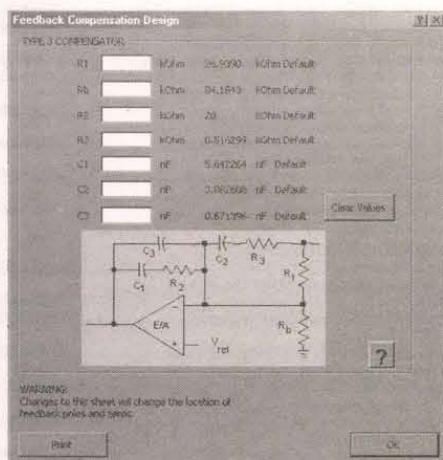 Feedback Compensation Design
TYPE 3 COMPENSATOR
R1 kOhm kOhm Default
Rb kOhm kOhm Default
R2 kOhm 20 kOhm Default
R3 kOhm kOhm Default
C1 nF 5.647264 nF Default
C2 nF nF Default
C3 nF nF Default
Clear Values
C3
C2 R3
C1 R2
R1
E/A
Vref
Rb
?
WARNING:
Changes to this sheet will change the location of
feedback poles and zeros.
Print OK